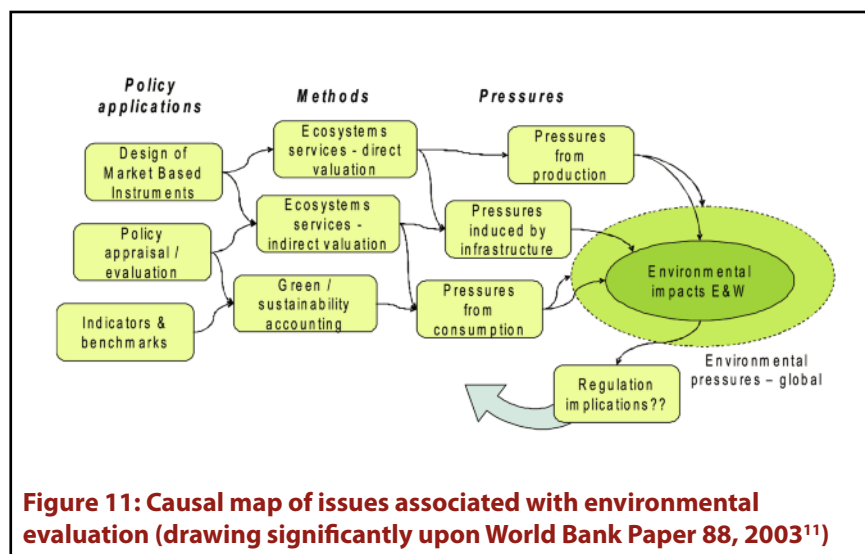 Policy
applications
Methods
Pressures
Design of
Market Based
Instruments
Policy
appraisal /
evaluation
Indicators &
benchmarks
Ecosystems
services - direct
valuation
Ecosystems
services -
indirect valuation
Green /
sustainability
accounting
Pressures
from
production
Pressures
induced by
infrastructure
Pressures
from
consumption
Environmental
impacts E&W
Environmental
pressures – global
Regulation
implications??
Figure 11: Causal map of issues associated with environmental
evaluation (drawing significantly upon World Bank Paper 88, 2003¹¹)